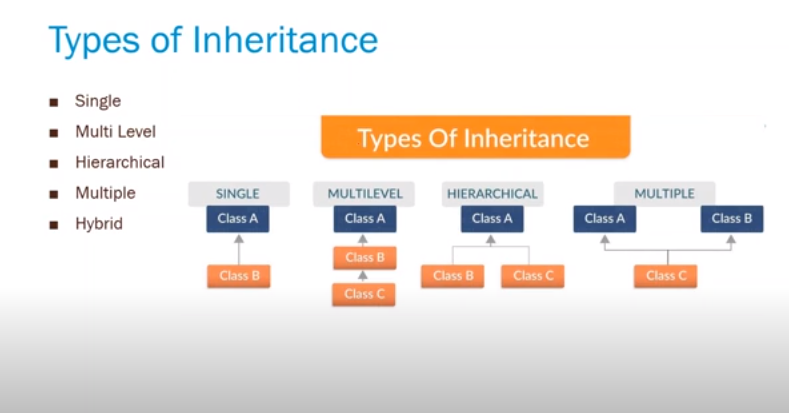 Types of Inheritance
■ Single
■ Multi Level
■ Hierarchical
■ Multiple
■ Hybrid
Types Of Inheritance
SINGLE
Class A
Class B
MULTILEVEL
Class A
Class B
Class C
HIERARCHICAL
Class A
Class B Class C
MULTIPLE
Class A Class B
Class C